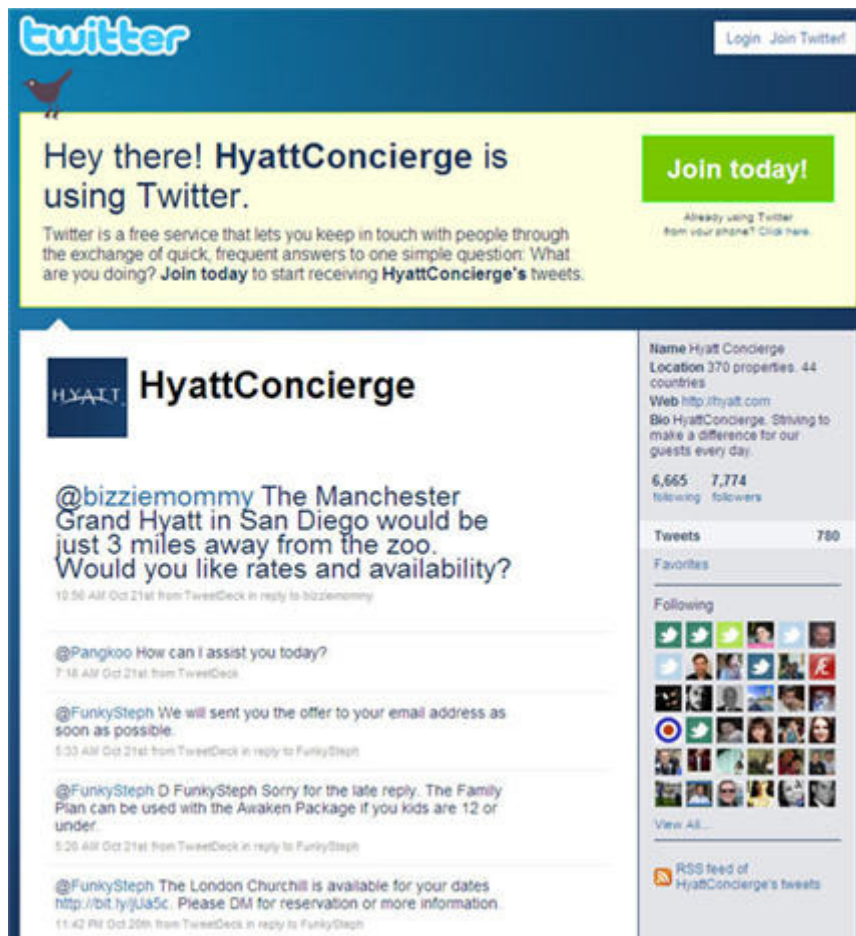 twitter
Login Join Twitter!
Hey there! HyattConcierge is
using Twitter.
Twitter is a free service that lets you keep in touch with people through
the exchange of quick, frequent answers to one simple question: What
are you doing? Join today to start receiving HyattConcierge's tweets.
Join today!
Already using Twitter
from your phone? Click here.
HYATT
HyattConcierge
@bizziemommy The Manchester
Grand Hyatt in San Diego would be
just 3 miles away from the zoo.
Would you like rates and availability?
10:56 AM Oct 21st from TweetDeck in reply to bizziemommy
@Pangkoo How can I assist you today?
7:18 AM Oct 21st from TweetDeck
@FunkySteph We will sent you the offer to your email address as
soon as possible.
5:33 AM Oct 21st from TweetDeck in reply to FunkySteph
@FunkySteph D FunkySteph Sorry for the late reply. The Family
Plan can be used with the Awaken Package if you kids are 12 or
under.
5:26 AM Oct 21st from TweetDeck in reply to FunkySteph
@FunkySteph The London Churchill is available for your dates
http://bit.ly/jUa5c. Please DM for reservation or more information.
11:42 PM Oct 20th from TweetDeck in reply to FunkySteph
Name Hyatt Concierge
Location 370 properties. 44
countries
Web http://hyatt.com
Bio HyattConcierge. Striving to
make a difference for our
guests every day.
6,665 7,774
following followers
Tweets 780
Favorites
Following
View All...
RSS feed of
HyattConcierge's tweets